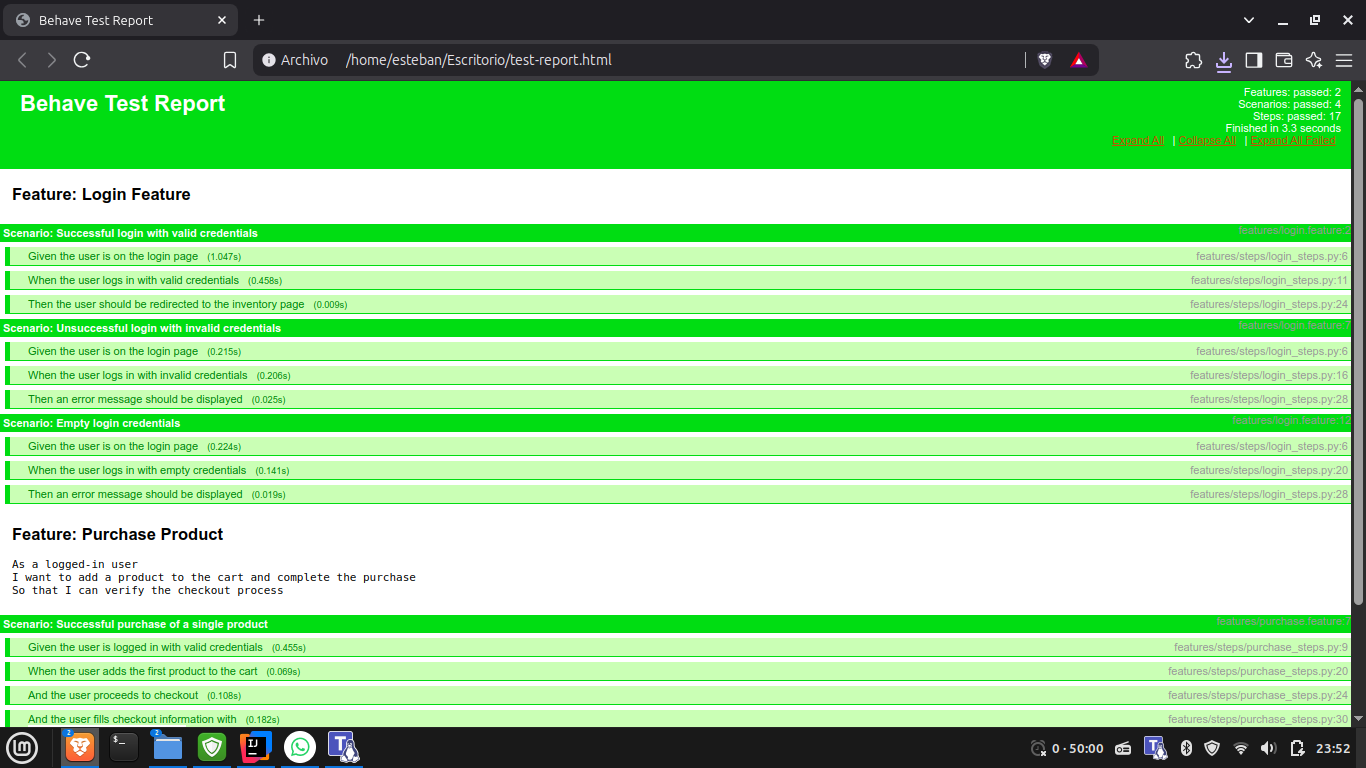 Behave Test Report
Archivo /home/esteban/Escritorio/test-report.html
Behave Test Report
Features: passed: 2
Scenarios: passed: 4
Steps: passed: 17
Finished in 3.3 seconds
Expand All | Collapse All | Expand All Failed
Feature: Login Feature
Scenario: Successful login with valid credentials features/login.feature:2
Given the user is on the login page (1.047s) features/steps/login_steps.py:6
When the user logs in with valid credentials (0.458s) features/steps/login_steps.py:11
Then the user should be redirected to the inventory page (0.009s) features/steps/login_steps.py:24
Scenario: Unsuccessful login with invalid credentials features/login.feature:7
Given the user is on the login page (0.215s) features/steps/login_steps.py:6
When the user logs in with invalid credentials (0.206s) features/steps/login_steps.py:16
Then an error message should be displayed (0.025s) features/steps/login_steps.py:28
Scenario: Empty login credentials features/login.feature:12
Given the user is on the login page (0.224s) features/steps/login_steps.py:6
When the user logs in with empty credentials (0.141s) features/steps/login_steps.py:20
Then an error message should be displayed (0.019s) features/steps/login_steps.py:28
Feature: Purchase Product
As a logged-in user
I want to add a product to the cart and complete the purchase
So that I can verify the checkout process
Scenario: Successful purchase of a single product features/purchase.feature:7
Given the user is logged in with valid credentials (0.455s) features/steps/purchase_steps.py:9
When the user adds the first product to the cart (0.069s) features/steps/purchase_steps.py:20
And the user proceeds to checkout (0.108s) features/steps/purchase_steps.py:24
And the user fills checkout information with (0.182s) features/steps/purchase_steps.py:30
lm $_ 2 2 IJ T 0 · 50:00 T 23:52